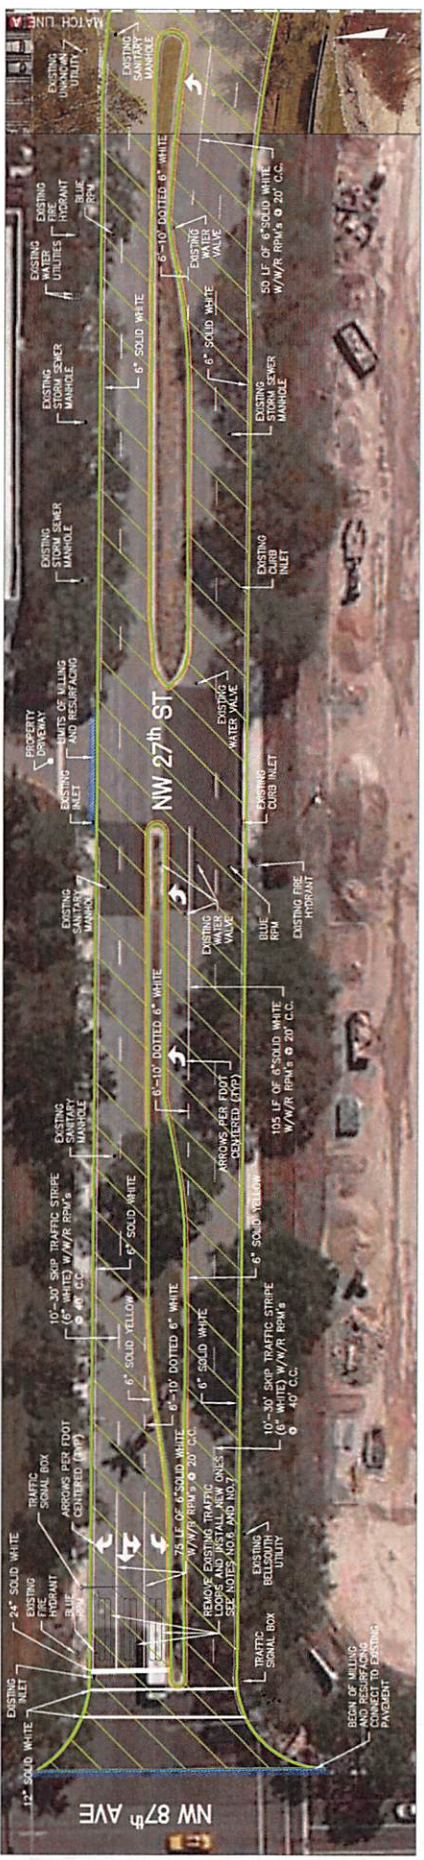 MATCH LINE A
EXISTING
UNKNOWN
UTILITY
EXISTING
SANITARY
MANHOLE
N
EXISTING
FIRE
HYDRANT
BLUE
RPM
EXISTING
WATER
UTILITIES
6'-10' DOTTED 6" WHITE
EXISTING
WATER
VALVE
50 LF OF 6"SOLID WHITE
W/W/R RPM's @ 20' C.C.
6" SOLID WHITE
6" SOLID WHITE
EXISTING
STORM SEWER
MANHOLE
EXISTING
STORM SEWER
MANHOLE
EXISTING
STORM SEWER
MANHOLE
EXISTING
CURB
INLET
PROPERTY
DRIVEWAY
LIMITS OF MILLING
AND RESURFACING
EXISTING
INLET
NW 27th ST
EXISTING
WATER VALVE
EXISTING
CURB INLET
EXISTING
SANITARY
MANHOLE
EXISTING
WATER
VALVE
BLUE
RPM
EXISTING FIRE
HYDRANT
6'-10' DOTTED 6" WHITE
ARROWS PER FDOT
CENTERED (TYP)
105 LF OF 6"SOLID WHITE
W/W/R RPM's @ 20' C.C.
EXISTING
SANITARY
MANHOLE
10'-30' SKIP TRAFFIC STRIPE
(6" WHITE) W/W/R RPM's
@ 40' C.C.
6" SOLID WHITE
6" SOLID YELLOW
6" SOLID YELLOW
6'-10' DOTTED 6" WHITE
6" SOLID WHITE
10'-30' SKIP TRAFFIC STRIPE
(6" WHITE) W/W/R RPM's
@ 40' C.C.
ARROWS PER FDOT
CENTERED (TYP)
TRAFFIC
SIGNAL BOX
75 LF OF 6"SOLID WHITE
W/W/R RPM's @ 20' C.C.
REMOVE EXISTING TRAFFIC
LOOPS AND INSTALL NEW ONES
SEE NOTES NO.6 AND NO.7
24" SOLID WHITE
EXISTING
FIRE
HYDRANT
BLUE
RPM
EXISTING
BELLSOUTH
UTILITY
TRAFFIC
SIGNAL BOX
EXISTING
INLET
12" SOLID WHITE
BEGIN OF MILLING
AND RESURFACING
CONNECT TO EXISTING
PAVEMENT
NW 87th AVE